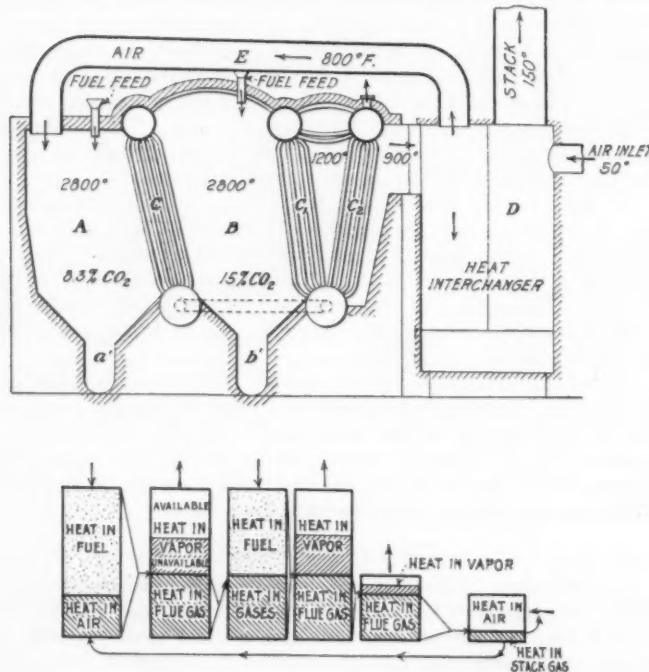 AIR
E
800°F.
FUEL FEED
FUEL FEED
STACK
150°
AIR INLET
50°
1200°
900°
2800°
2800°
A
C
B
C₁
C₂
D
8.3% CO₂
15% CO₂
HEAT
INTERCHANGER
a'
b'
HEAT IN
FUEL
HEAT IN
AIR
AVAILABLE
HEAT IN
VAPOR
UNAVAILABLE
HEAT IN
FLUE GAS
HEAT IN
FUEL
HEAT
IN GASES
HEAT IN
VAPOR
HEAT IN
FLUE GAS
HEAT IN VAPOR
HEAT IN
FLUE GAS
HEAT IN
AIR
HEAT IN
STACK GAS